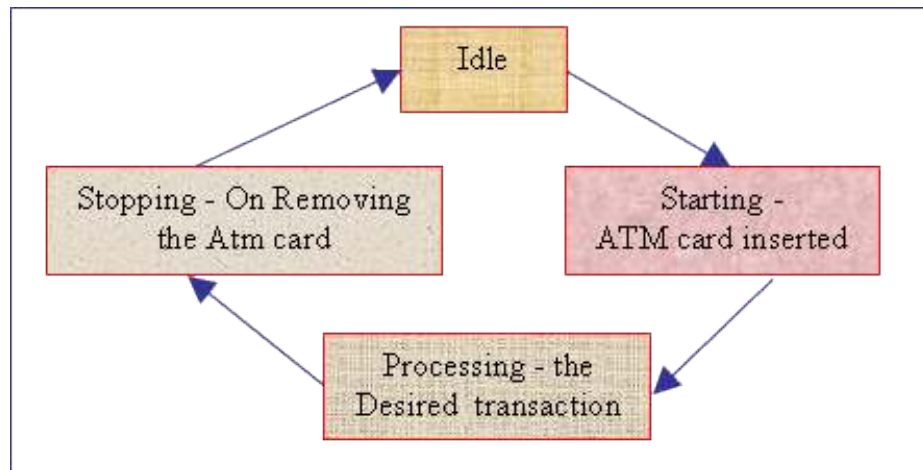 Idle
Starting -
ATM card inserted
Processing - the
Desired transaction
Stopping - On Removing
the Atm card